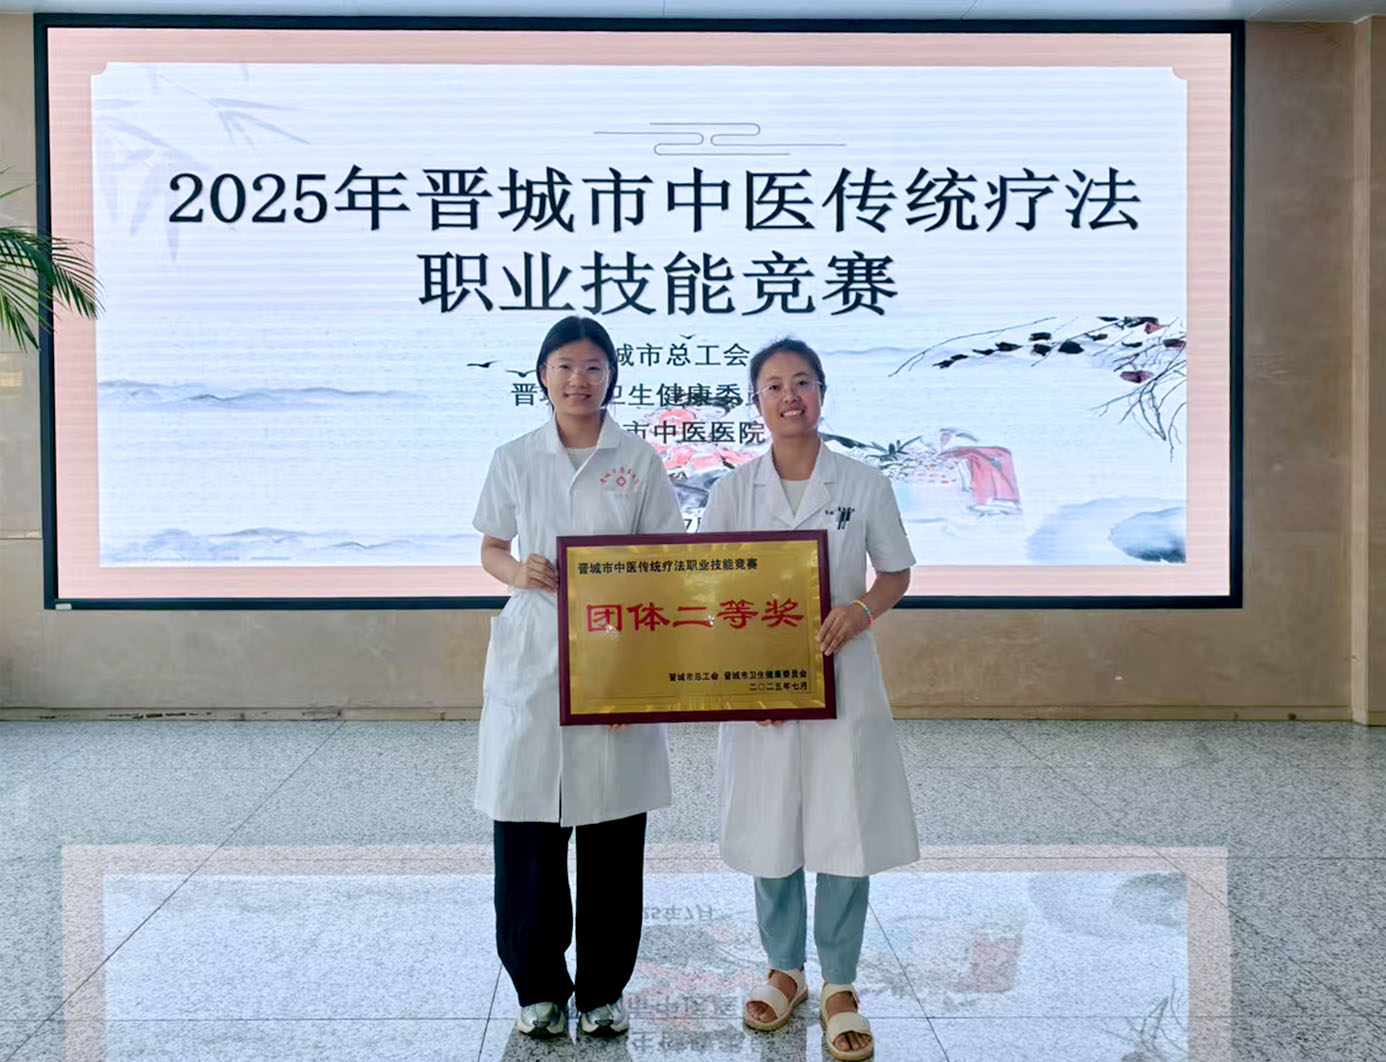 2025年晋城市中医传统疗法
职业技能竞赛
城市总工会
晋 卫生健康委
市中医医院
7月
晋城市中医传统疗法职业技能竞赛
团体二等奖
晋城市总工会 晋城市卫生健康委员会
二〇二五年七月